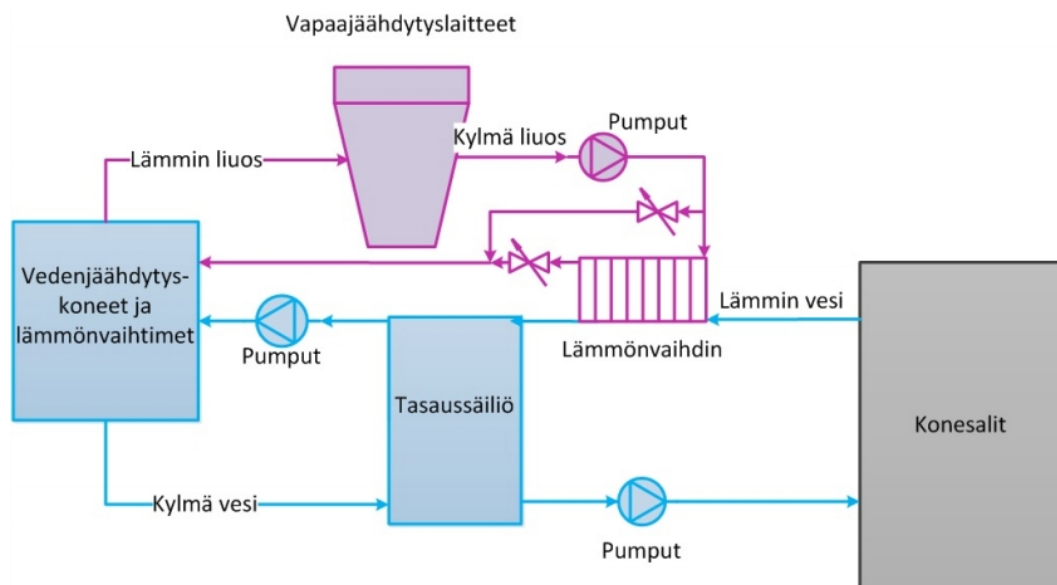 Vapaajäähdytyslaitteet
Pumput
Kylmä liuos
Lämmin liuos
Vedenjäähdytys-
koneet ja
lämmönvaihtimet
Lämmin vesi
Pumput
Lämmönvaihdin
Tasaussäiliö
Konesalit
Kylmä vesi
Pumput